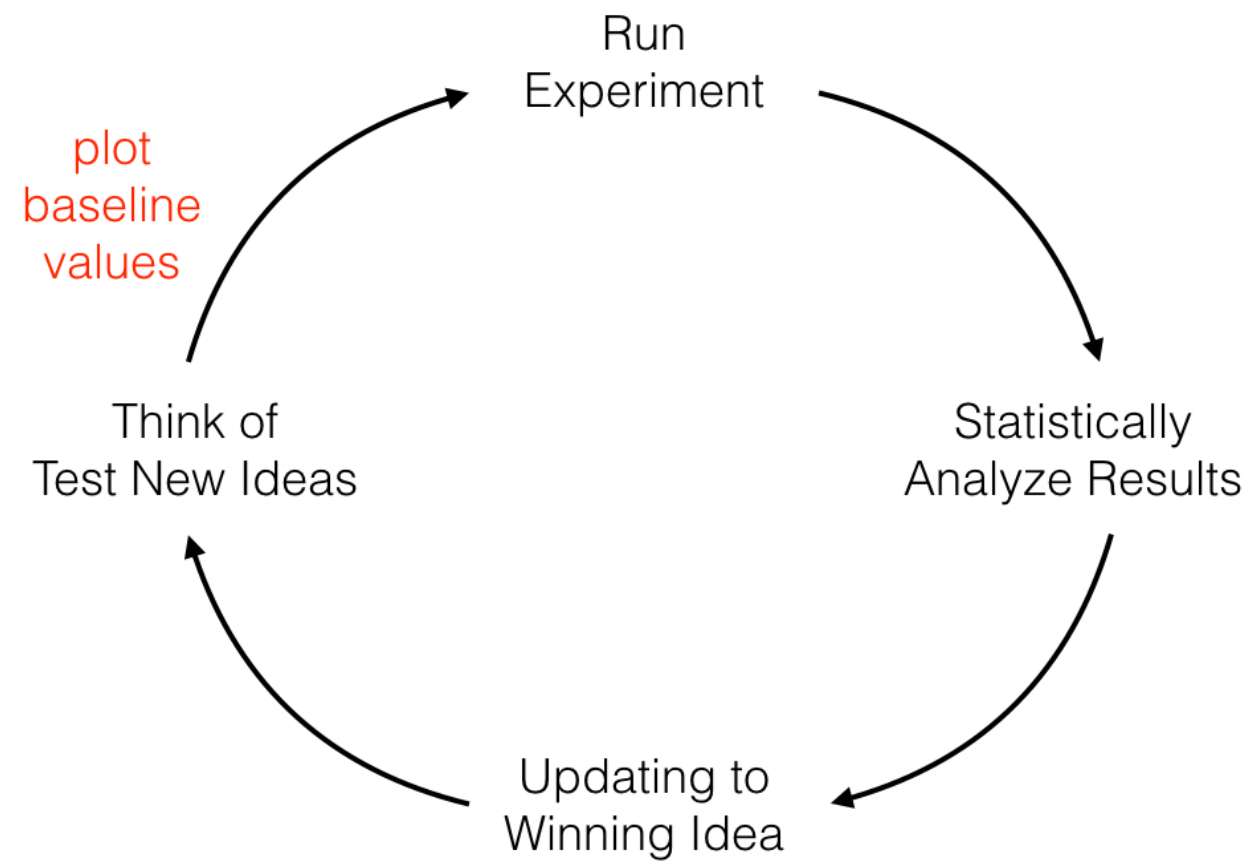 Run
Experiment
plot
baseline
values
Think of
Test New Ideas
Statistically
Analyze Results
Updating to
Winning Idea